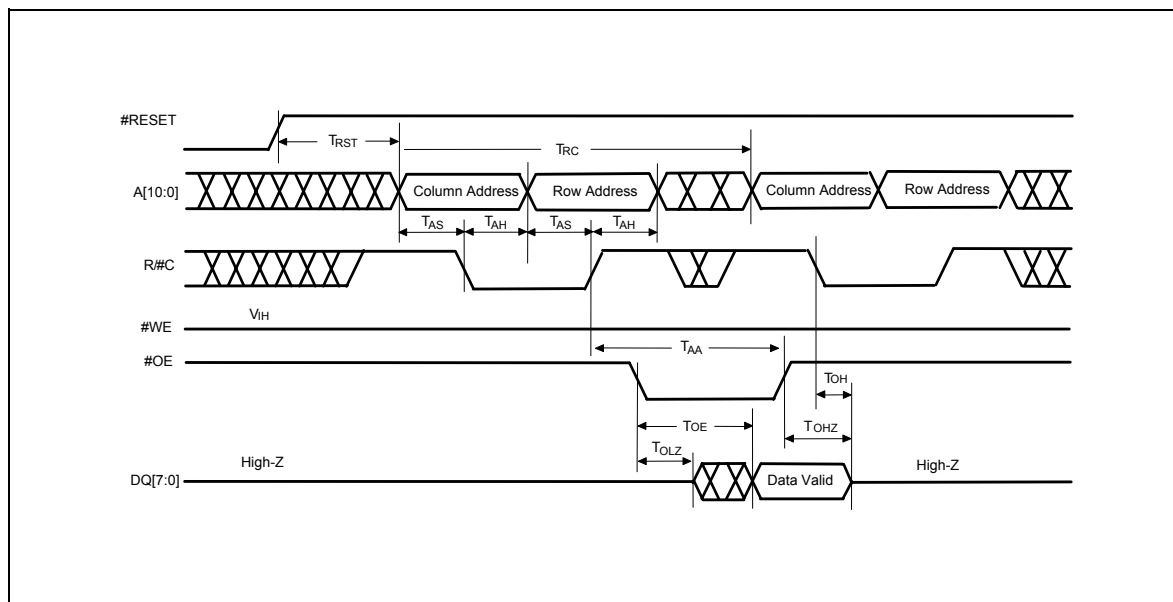 #RESET
TRST
TRC
A[10:0]
Column Address
Row Address
Column Address
Row Address
TAS
TAH
TAS
TAH
R/#C
VIH
#WE
TAA
#OE
TOH
TOE
TOHZ
TOLZ
High-Z
High-Z
DQ[7:0]
Data Valid